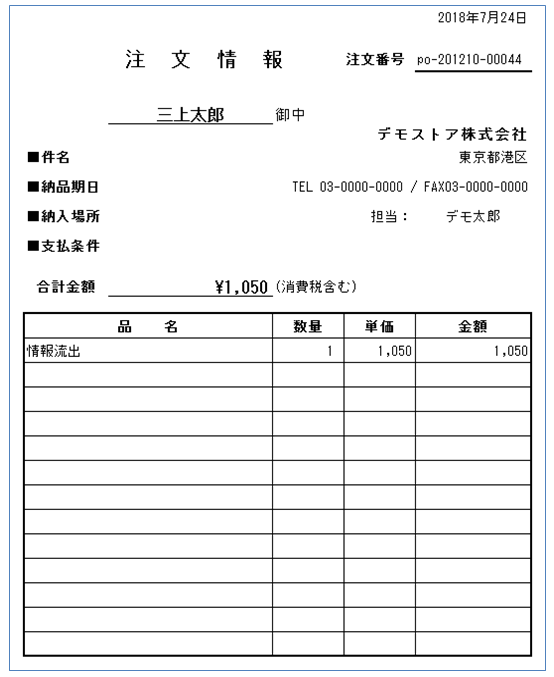 2018年7月24日
注 文 情 報
注文番号 po-201210-00044
三上太郎 御中
デモストア株式会社
■件名 東京都港区
■納品期日 TEL 03-0000-0000 / FAX03-0000-0000
■納入場所 担当： デモ太郎
■支払条件
合計金額 ¥1,050 (消費税含む)
品 名 数量 単価 金額
情報流出 1 1,050 1,050